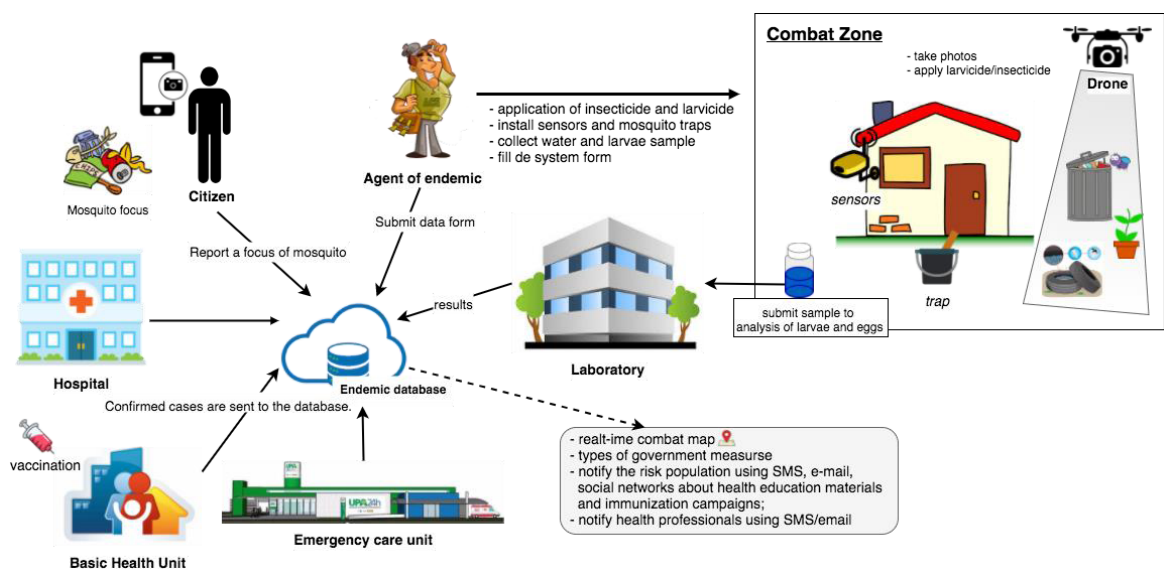 Combat Zone
- take photos
- apply larvicide/insecticide
Drone
- application of insecticide and larvicide
- install sensors and mosquito traps
- collect water and larvae sample
- fill de system form
Agent of endemic
Mosquito focus
Citizen
sensors
Submit data form
Report a focus of mosquito
results
trap
submit sample to
analysis of larvae and eggs
Hospital
Laboratory
Endemic database
Confirmed cases are sent to the database.
vaccination
UPA24h
- realt-ime combat map
- types of government measurse
- notify the risk population using SMS, e-mail,
social networks about health education materials
and immunization campaigns;
- notify health professionals using SMS/email
Emergency care unit
Basic Health Unit